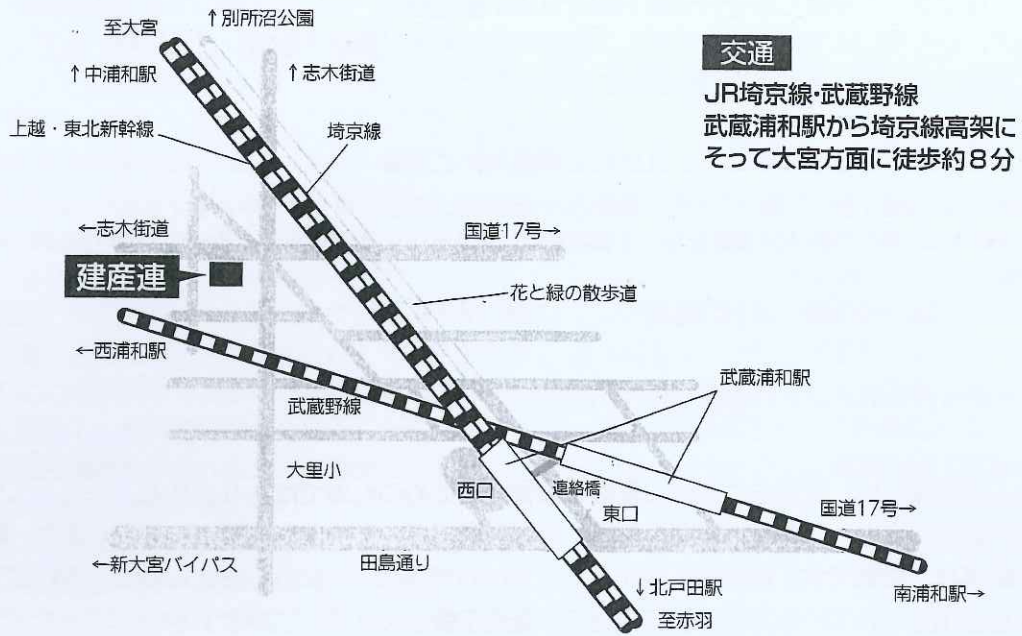 ↑別所沼公園
至大宮
交通
↑中浦和駅
↑志木街道
JR埼京線・武蔵野線
武蔵浦和駅から埼京線高架に
そって大宮方面に徒歩約8分
上越・東北新幹線
埼京線
←志木街道
国道17号→
建産連
花と緑の散歩道
←西浦和駅
武蔵浦和駅
武蔵野線
大里小
西口
連絡橋
東口
国道17号→
←新大宮バイパス
田島通り
↓北戸田駅
南浦和駅→
至赤羽